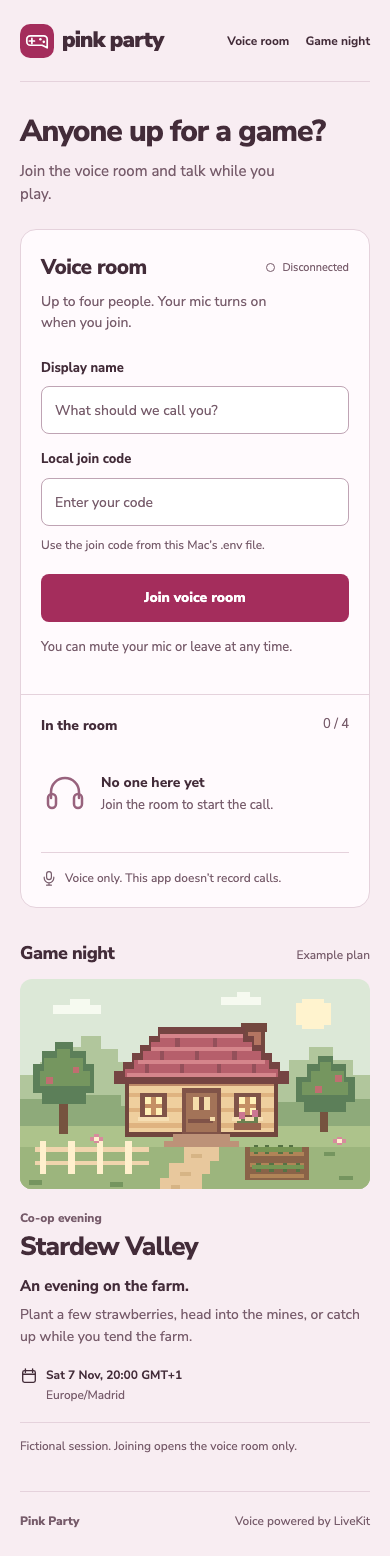 pink party
Voice room
Game night
Anyone up for a game?
Join the voice room and talk while you
play.
Voice room
Disconnected
Up to four people. Your mic turns on
when you join.
Display name
What should we call you?
Local join code
Enter your code
Use the join code from this Mac's .env file.
Join voice room
You can mute your mic or leave at any time.
In the room
0 / 4
No one here yet
Join the room to start the call.
Voice only. This app doesn't record calls.
Game night
Example plan
Co-op evening
Stardew Valley
An evening on the farm.
Plant a few strawberries, head into the mines, or catch
up while you tend the farm.
Sat 7 Nov, 20:00 GMT+1
Europe/Madrid
Fictional session. Joining opens the voice room only.
Pink Party
Voice powered by LiveKit